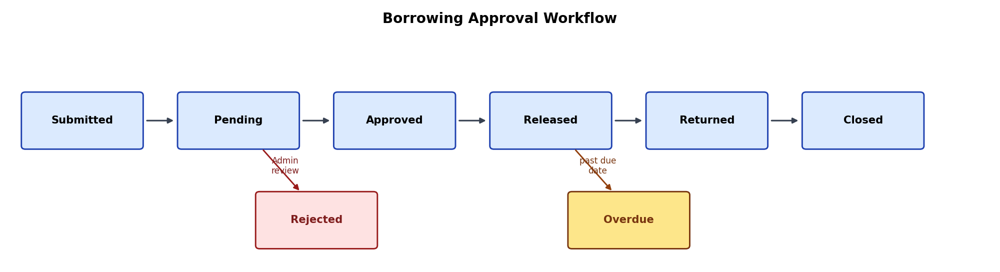 Borrowing Approval Workflow
Submitted
Pending
Approved
Released
Returned
Closed
Admin
review
past due
date
Rejected
Overdue